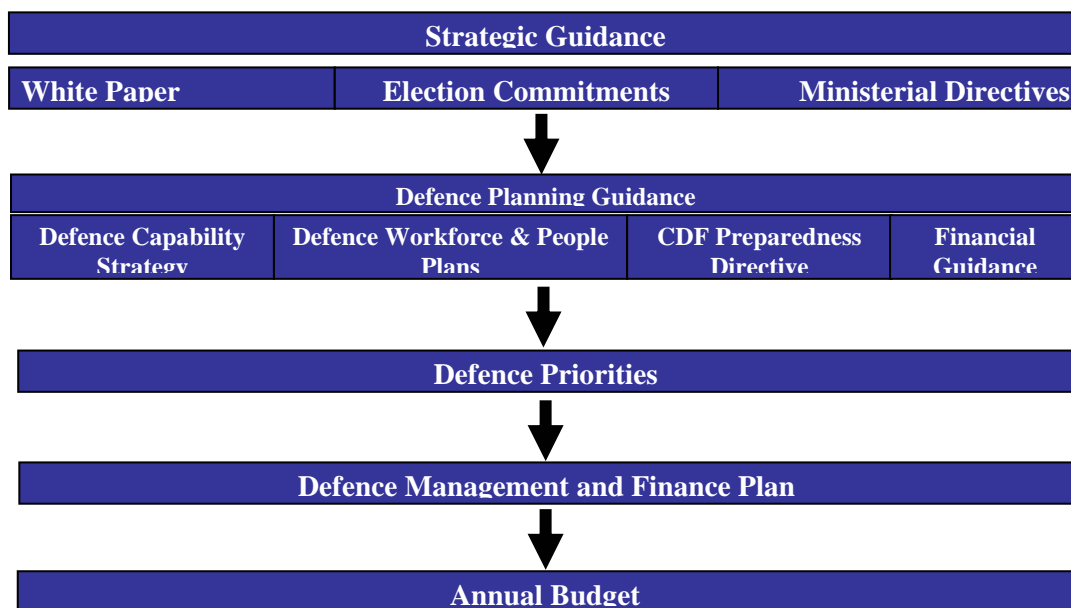 Strategic Guidance
White Paper
Election Commitments
Ministerial Directives
Defence Planning Guidance
Defence Capability
Strategy
Defence Workforce & People
Plans
CDF Preparedness
Directive
Financial
Guidance
Defence Priorities
Defence Management and Finance Plan
Annual Budget